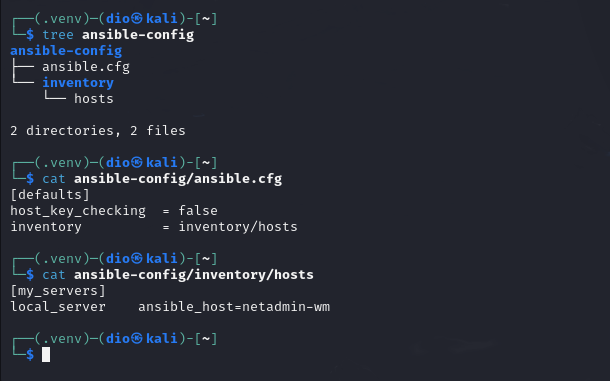 ┌──(.venv)─(dio㉿kali)-[~]
└─$ tree ansible-config
ansible-config
├── ansible.cfg
└── inventory
    └── hosts

2 directories, 2 files

┌──(.venv)─(dio㉿kali)-[~]
└─$ cat ansible-config/ansible.cfg
[defaults]
host_key_checking  = false
inventory          = inventory/hosts

┌──(.venv)─(dio㉿kali)-[~]
└─$ cat ansible-config/inventory/hosts
[my_servers]
local_server    ansible_host=netadmin-wm

┌──(.venv)─(dio㉿kali)-[~]
└─$